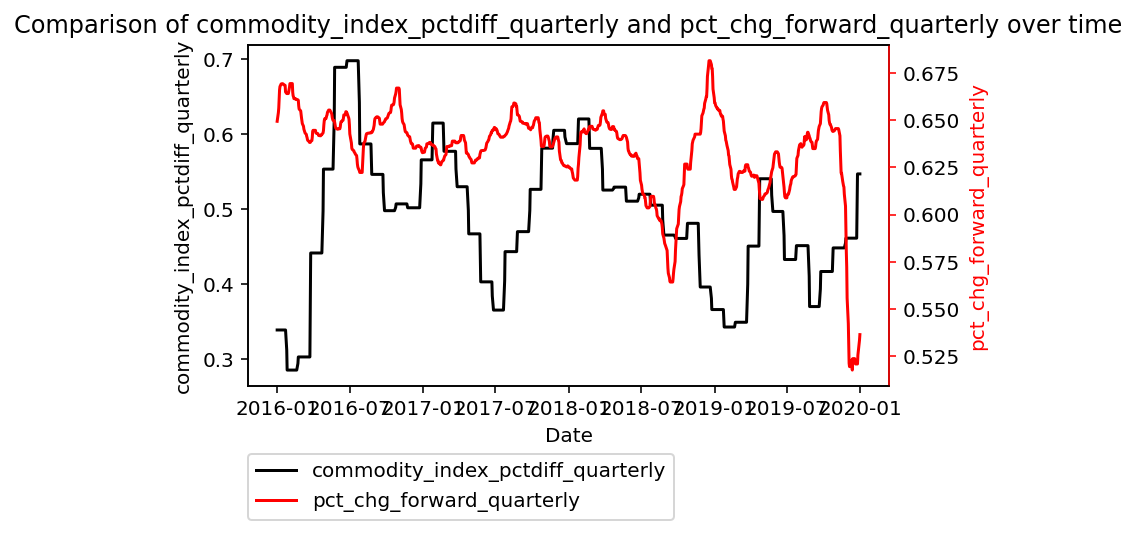 Comparison of commodity_index_pctdiff_quarterly and pct_chg_forward_quarterly over time
commodity_index_pctdiff_quarterly
0.7
0.6
0.5
0.4
0.3
0.675
0.650
0.625
0.600
0.575
0.550
0.525
pct_chg_forward_quarterly
2016-01 2016-07 2017-01 2017-07 2018-01 2018-07 2019-01 2019-07 2020-01
Date
commodity_index_pctdiff_quarterly
pct_chg_forward_quarterly